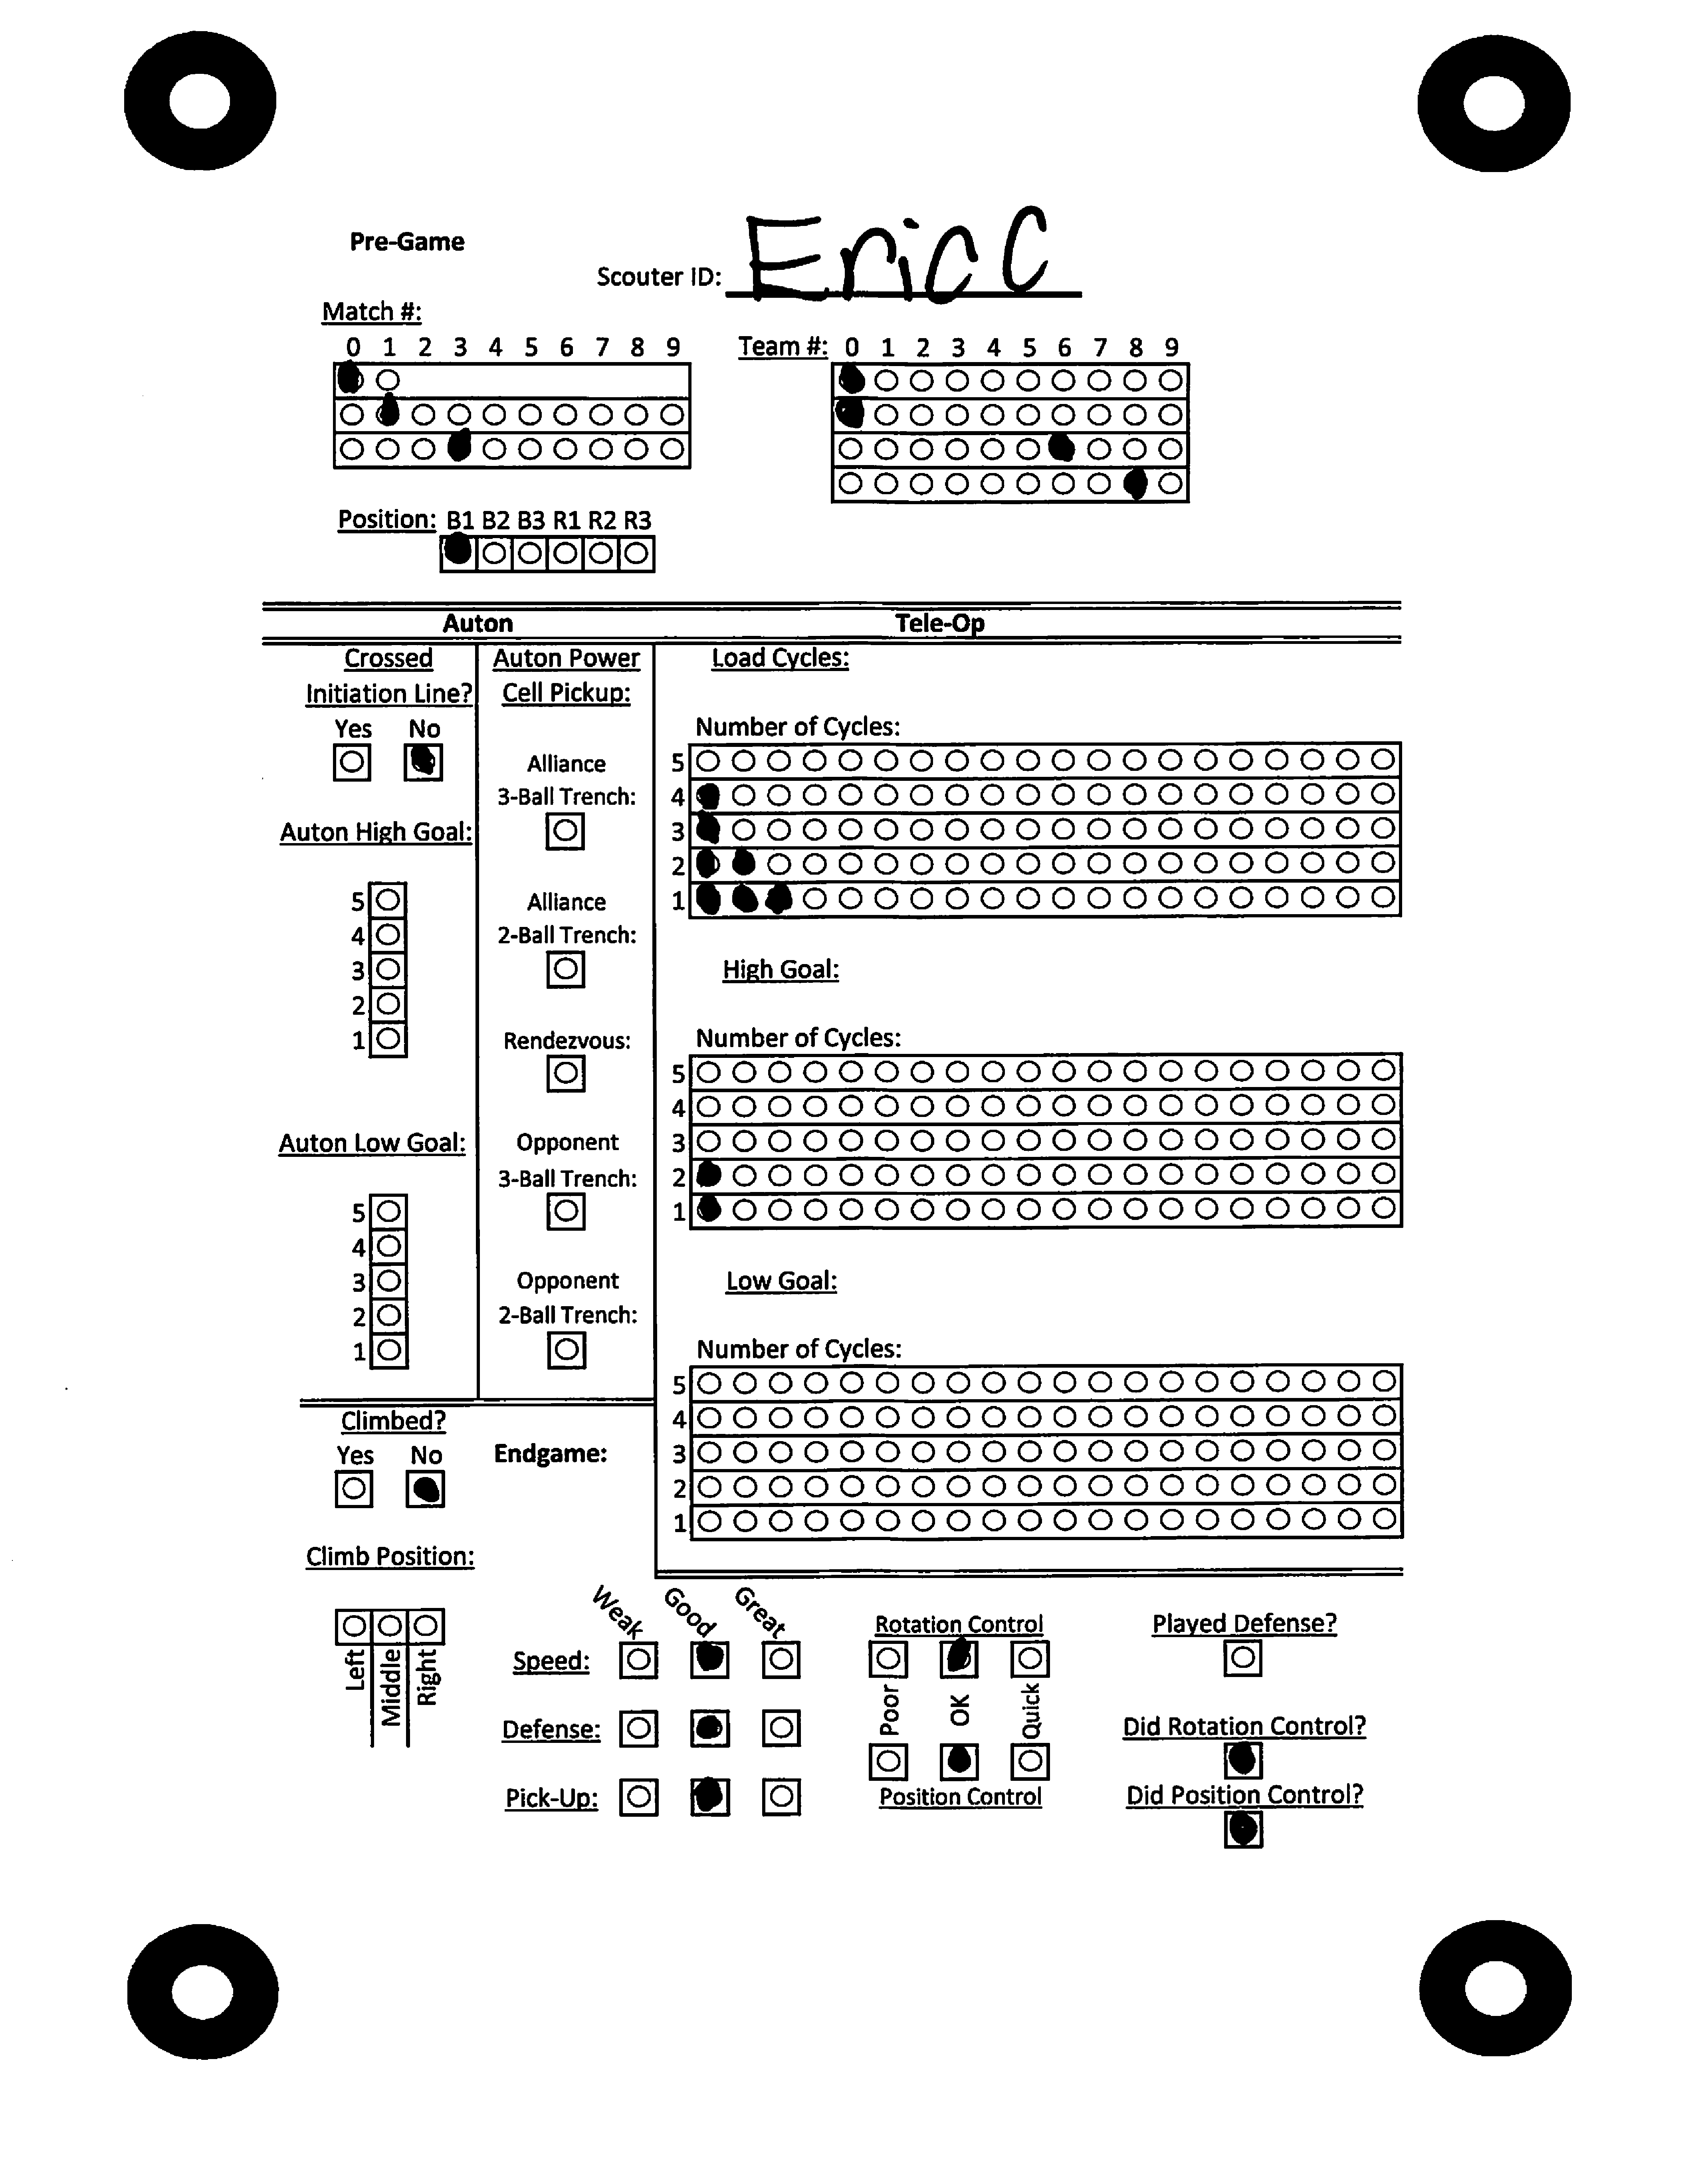 Pre-Game
Scouter ID: Eric C
Match #:
0 1 2 3 4 5 6 7 8 9
Team #: 0 1 2 3 4 5 6 7 8 9
Position: B1 B2 B3 R1 R2 R3
Auton
Tele-Op
Crossed
Initiation Line?
Yes No
Auton High Goal:
5
4
3
2
1
Auton Low Goal:
5
4
3
2
1
Auton Power
Cell Pickup:
Alliance
3-Ball Trench:
Alliance
2-Ball Trench:
Rendezvous:
Opponent
3-Ball Trench:
Opponent
2-Ball Trench:
Load Cycles:
Number of Cycles:
5
4
3
2
1
High Goal:
Number of Cycles:
5
4
3
2
1
Low Goal:
Number of Cycles:
5
4
3
2
1
Climbed?
Yes No
Endgame:
Climb Position:
Left
Middle
Right
Weak Good Great
Speed:
Defense:
Pick-Up:
Rotation Control
Poor OK Quick
Position Control
Played Defense?
Did Rotation Control?
Did Position Control?